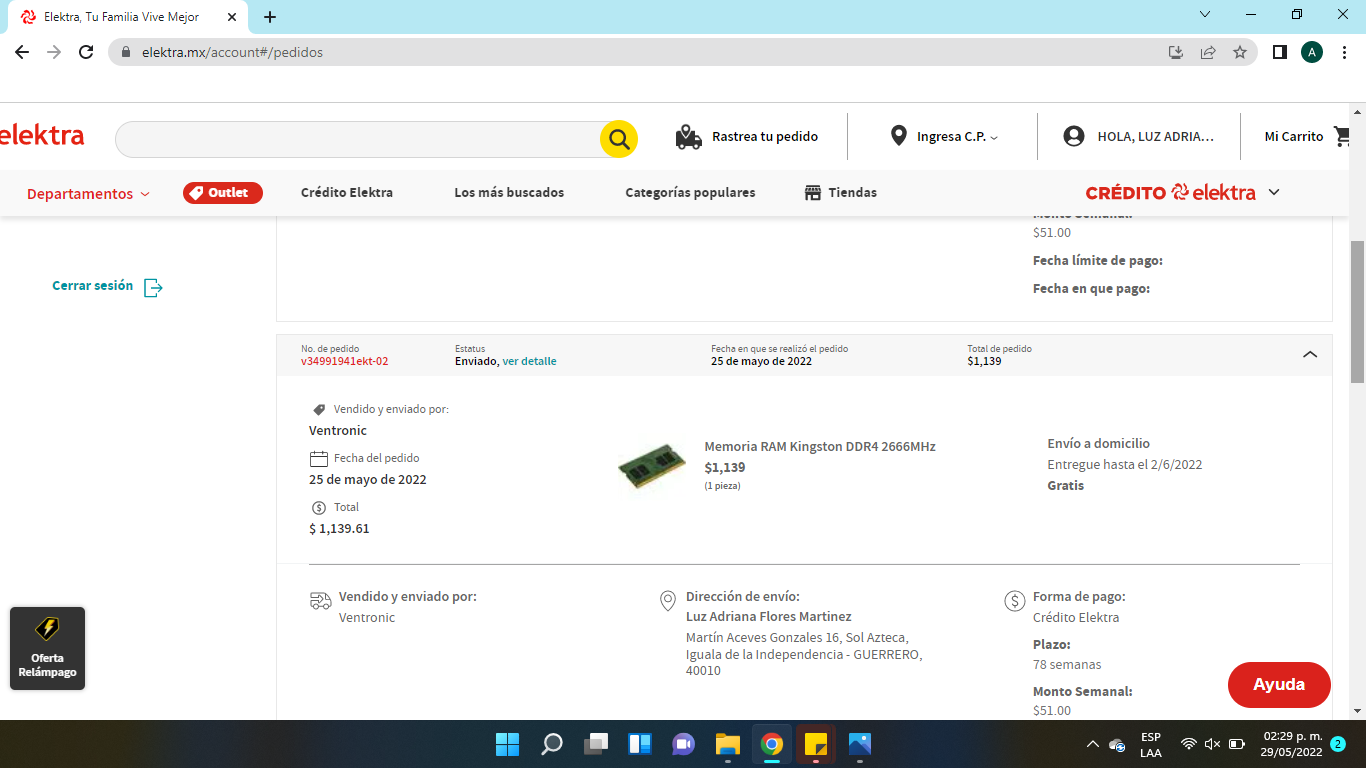 Elektra, Tu Familia Vive Mejor
elektra.mx/account#/pedidos
A
elektra
Rastrea tu pedido
Ingresa C.P.
HOLA, LUZ ADRIA...
Mi Carrito
Departamentos
Outlet
Crédito Elektra
Los más buscados
Categorías populares
Tiendas
CRÉDITO elektra
Monto Semanal:
$51.00
Fecha límite de pago:
Fecha en que pago:
Cerrar sesión
No. de pedido
v34991941ekt-02
Estatus
Enviado, ver detalle
Fecha en que se realizó el pedido
25 de mayo de 2022
Total de pedido
$1,139
Vendido y enviado por:
Ventronic
Fecha del pedido
25 de mayo de 2022
$ Total
$ 1,139.61
Memoria RAM Kingston DDR4 2666MHz
$1,139
(1 pieza)
Envío a domicilio
Entregue hasta el 2/6/2022
Gratis
Vendido y enviado por:
Ventronic
Dirección de envío:
Luz Adriana Flores Martinez
Martín Aceves Gonzales 16, Sol Azteca,
Iguala de la Independencia - GUERRERO,
40010
$ Forma de pago:
Crédito Elektra
Plazo:
78 semanas
Monto Semanal:
$51.00
Oferta
Relámpago
Ayuda
ESP
LAA
02:29 p. m.
29/05/2022
2